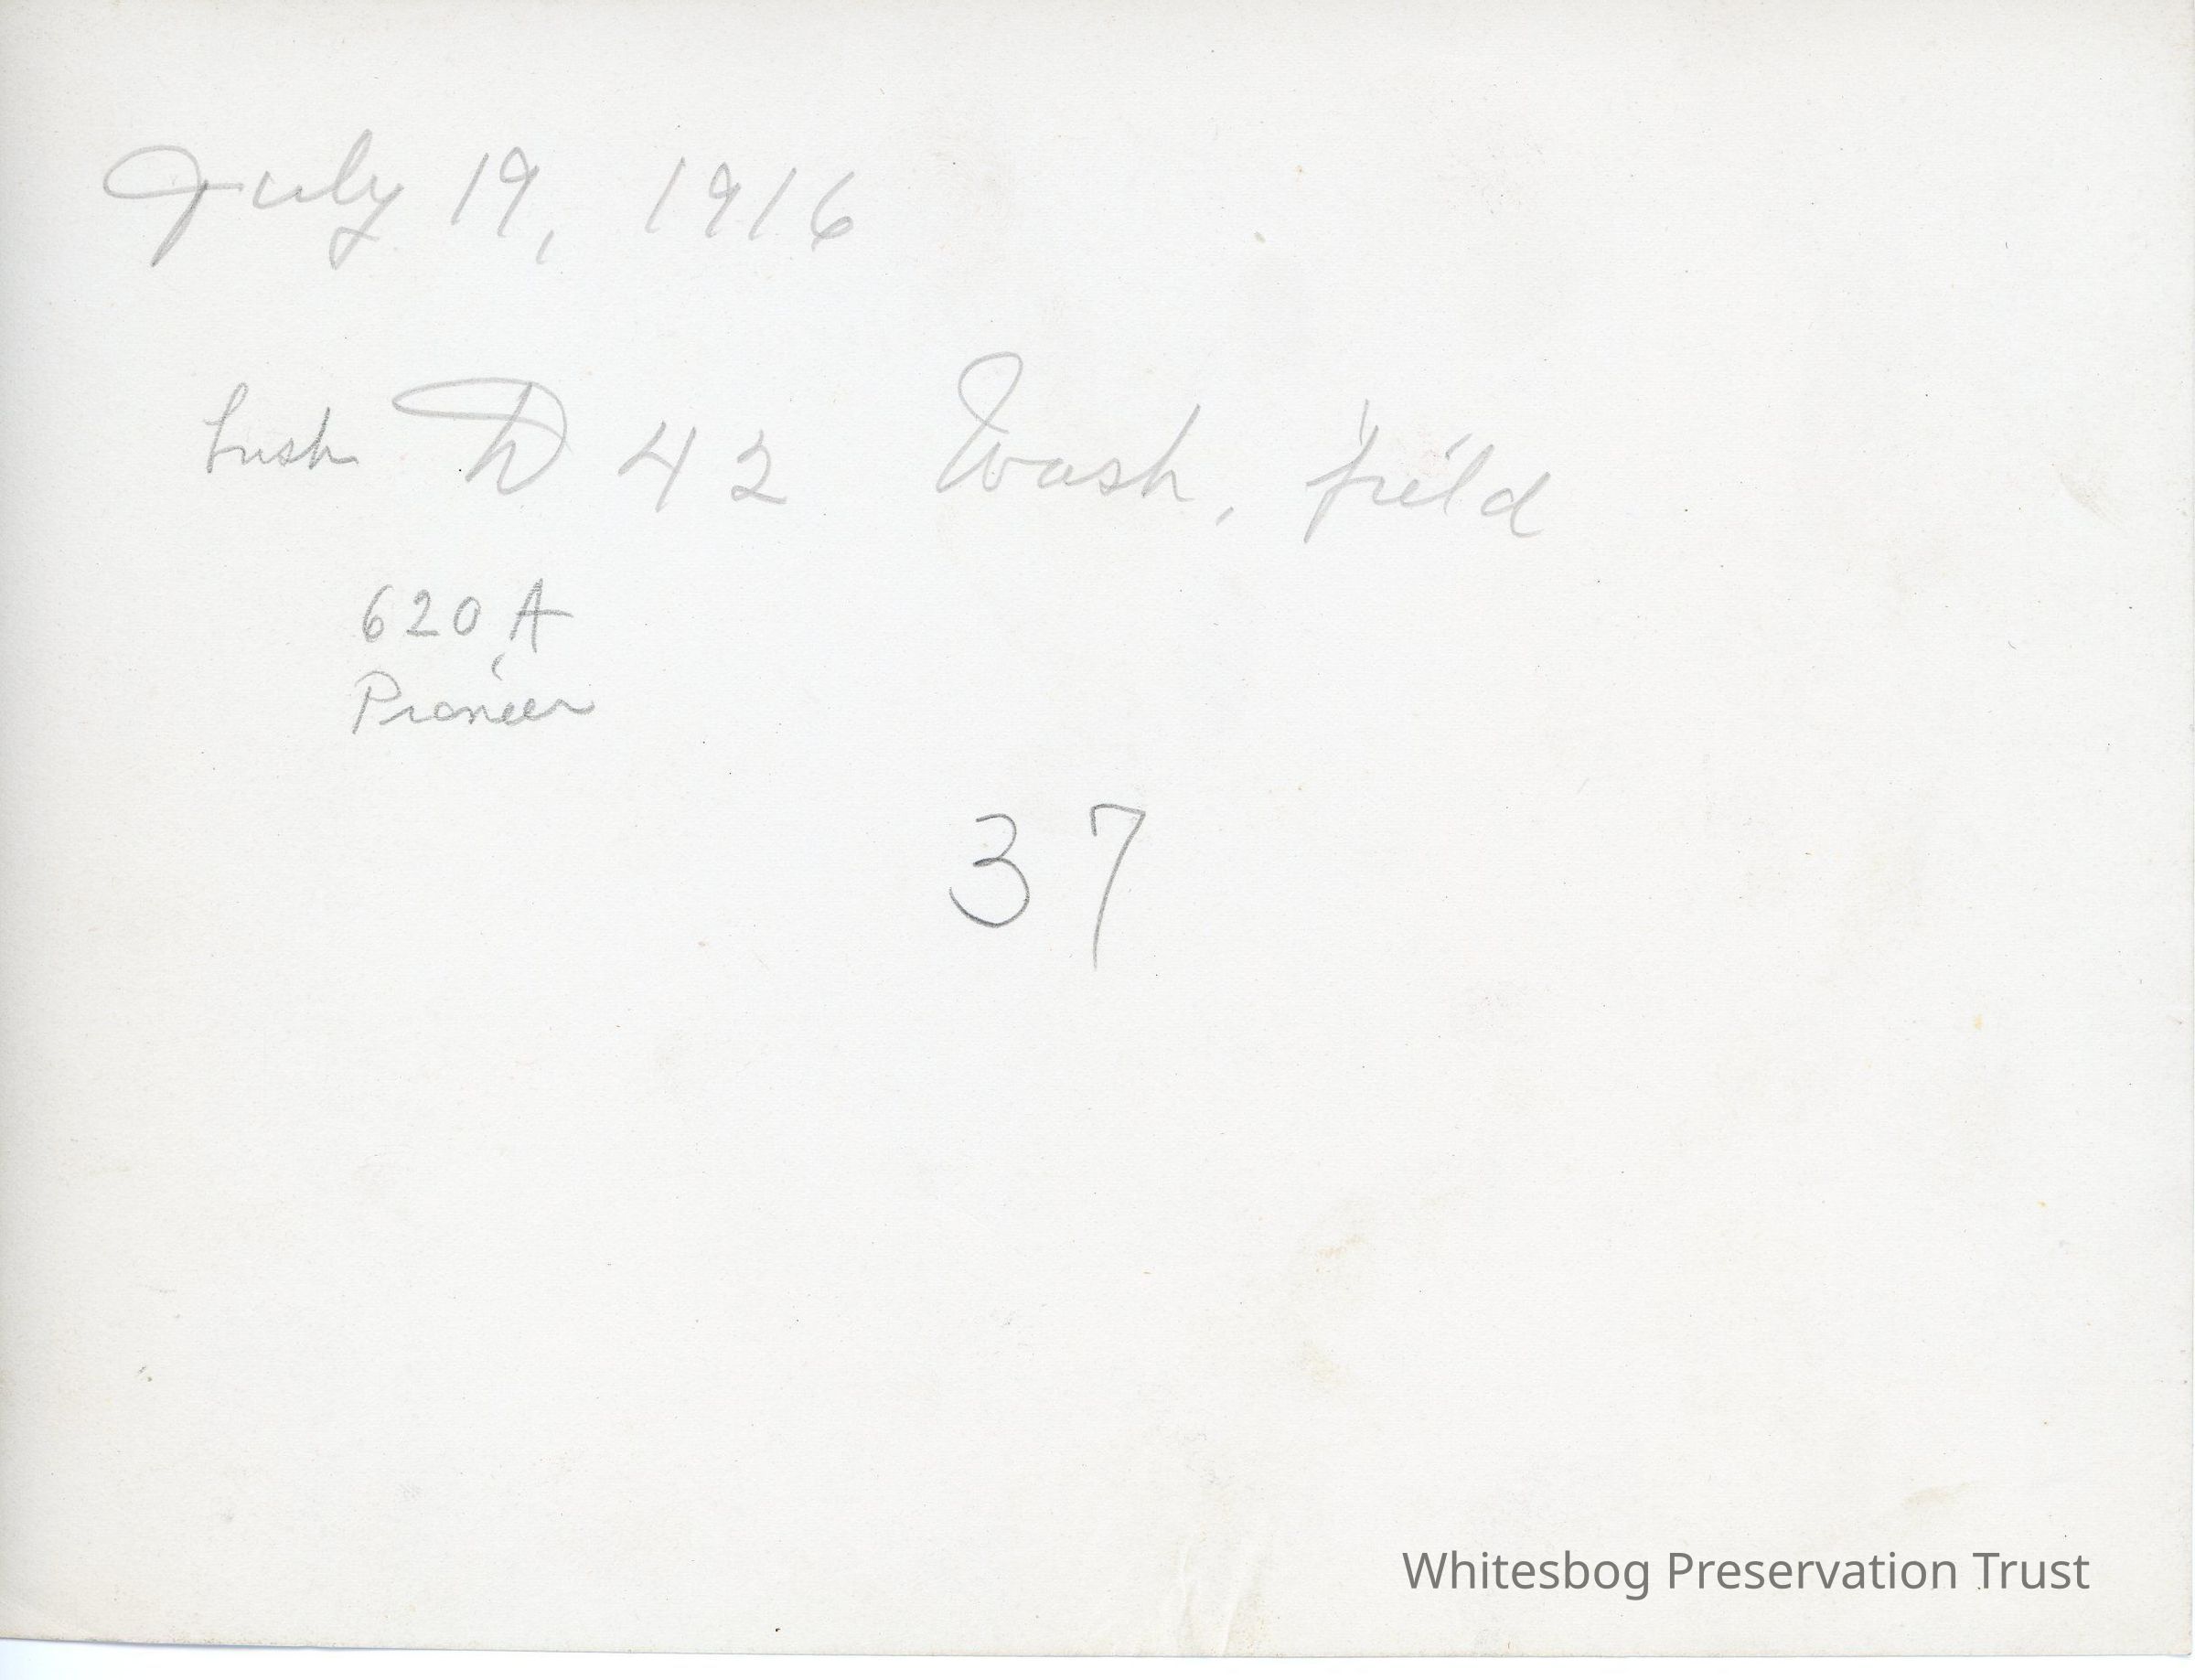 July 19, 1916
bush D 42 Wash. field
620 A
Pioneer
37
Whitesbog Preservation Trust